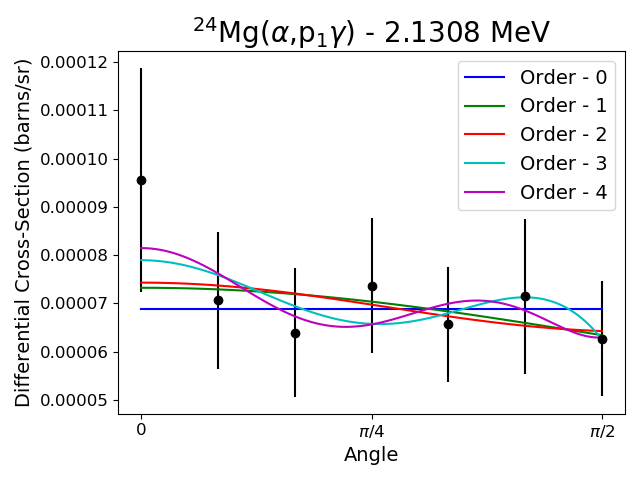 ²⁴Mg(α,p₁γ) - 2.1308 MeV
Differential Cross-Section (barns/sr)
0.00012
0.00011
0.00010
0.00009
0.00008
0.00007
0.00006
0.00005
Order - 0
Order - 1
Order - 2
Order - 3
Order - 4
0
π/4
π/2
Angle